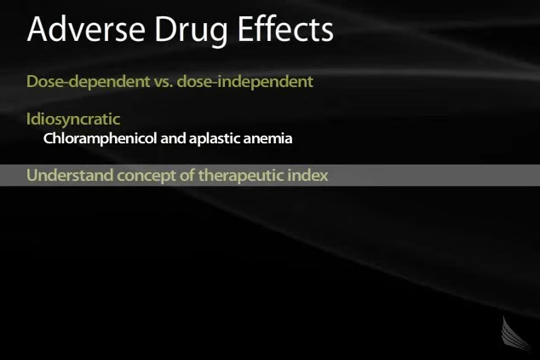 Adverse Drug Effects
Dose-dependent vs. dose-independent
Idiosyncratic
Chloramphenicol and aplastic anemia
Understand concept of therapeutic index